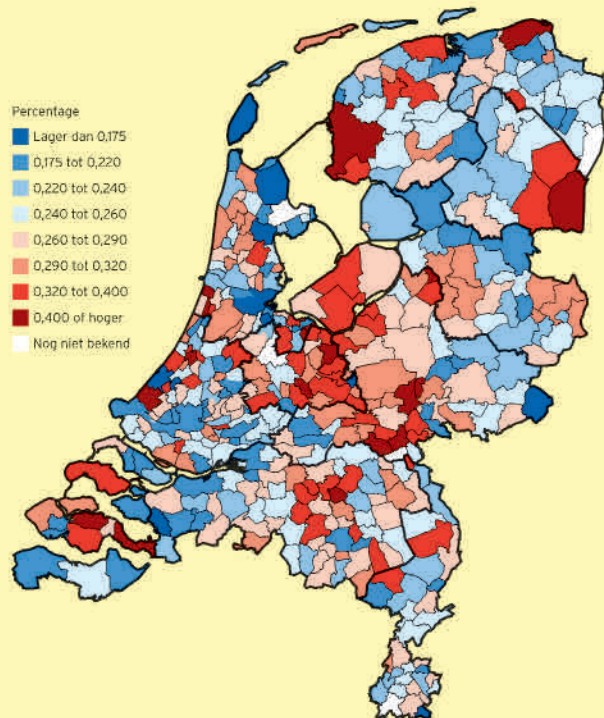 Percentage
Lager dan 0,175
0,175 tot 0,220
0,220 tot 0,240
0,240 tot 0,260
0,260 tot 0,290
0,290 tot 0,320
0,320 tot 0,400
0,400 of hoger
Nog niet bekend